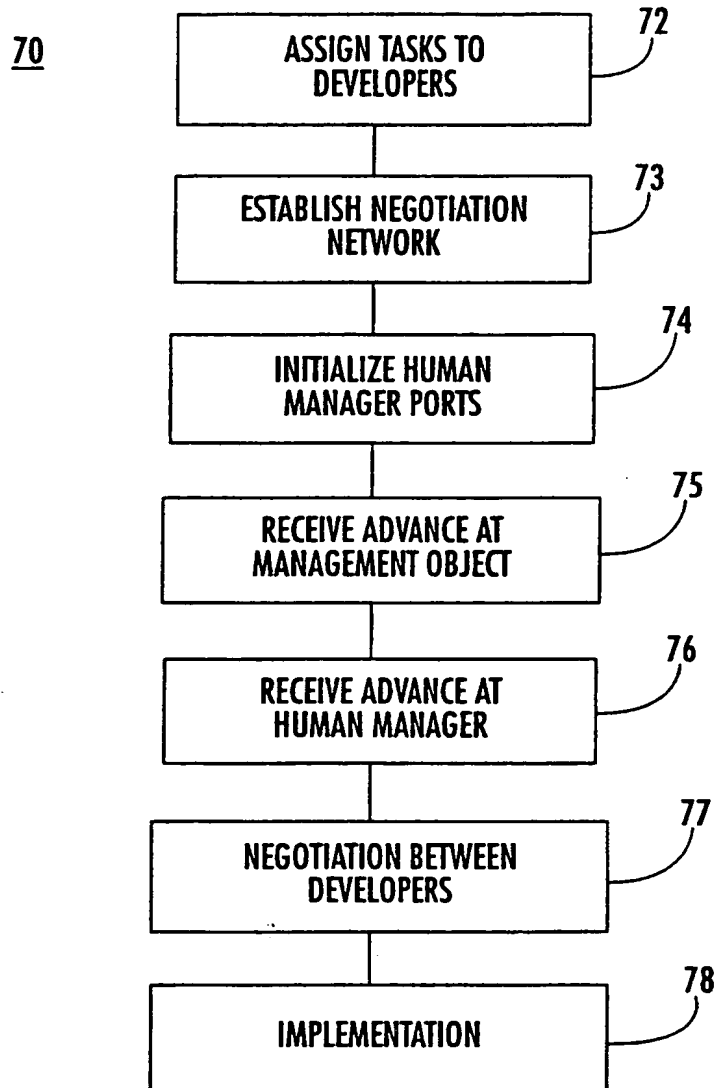 70
72
ASSIGN TASKS TO
DEVELOPERS
73
ESTABLISH NEGOTIATION
NETWORK
74
INITIALIZE HUMAN
MANAGER PORTS
75
RECEIVE ADVANCE AT
MANAGEMENT OBJECT
76
RECEIVE ADVANCE AT
HUMAN MANAGER
77
NEGOTIATION BETWEEN
DEVELOPERS
78
IMPLEMENTATION